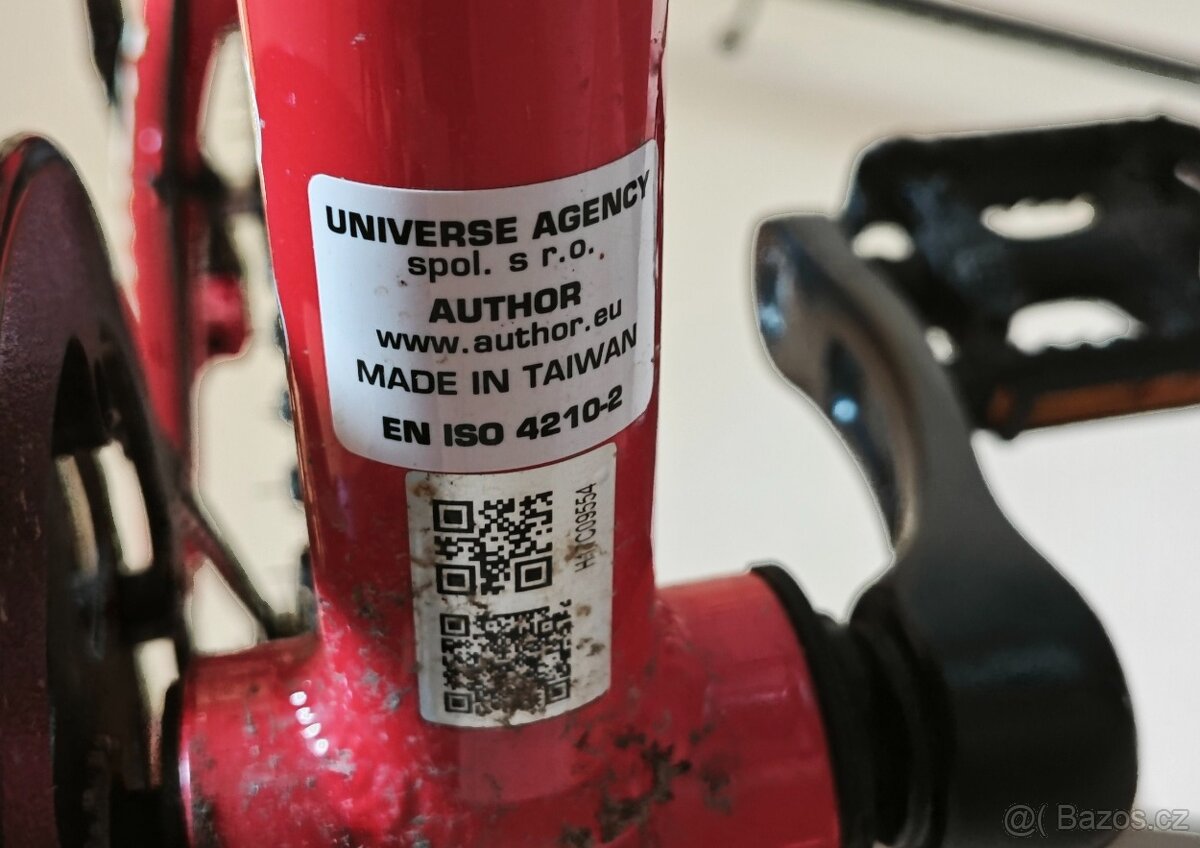 UNIVERSE AGENCY
spol. s r.o.
AUTHOR
www.author.eu
MADE IN TAIWAN
EN ISO 4210-2
@( Bazos.cz